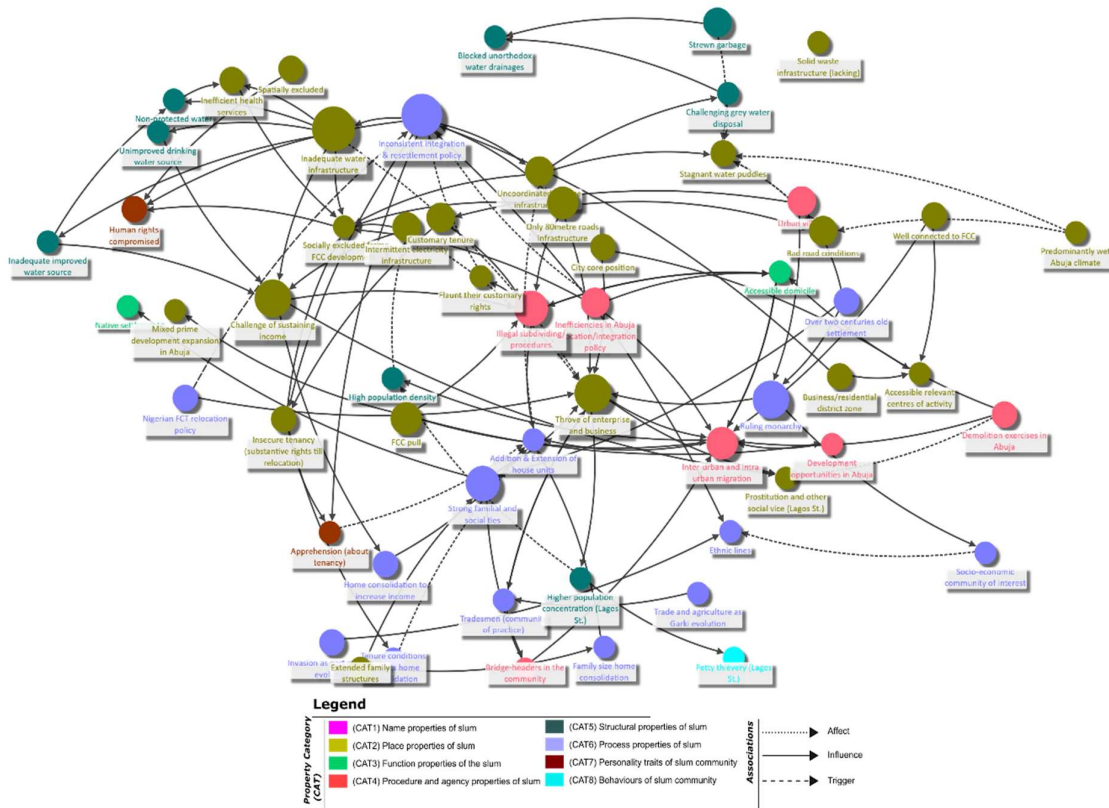 Blocked unorthodox
water drainages
Strewn garbage
Solid waste
infrastructure (lacking)
Inefficient health
services
Spatially excluded
Non-protected water
Challenging grey water
disposal
Unimproved drinking
water source
Inadequate water
infrastructure
Inconsistent integration
& resettlement policy
Stagnant water puddles
Uncoordinated
infrastructure
Human rights
compromised
Socially excluded
FCC
Intermittent electricity
infrastructure
Customary tenure
Only 80metre roads
infrastructure
Urban
Bad road conditions
Well connected to FCC
Predominantly wet
Abuja climate
Inadequate improved
water source
City core position
Flaunt their customary
rights
Accessible domicile
Native
Mixed prime
development expansion
in Abuja
Challenge of sustaining
income
Illegal subdividing/
procedures
Inefficiencies in Abuja
policy
Over two centuries old
settlement
Nigerian FCT relocation
policy
High population density
Insecure tenancy
(substantive rights till
relocation)
FCC pull
Throve of enterprise
and business
Ruling monarchy
Business/residential
district zone
Accessible relevant
centres of activity
Addition & Extension of
house units
Inter-urban and Intra
urban migration
Development
opportunities in Abuja
Demolition exercises in
Abuja
Strong familial and
social ties
Prostitution and other
social vice (Lagos St.)
Apprehension (about
tenancy)
Ethnic lines
Home consolidation to
increase income
Socio-economic
community of interest
Tradesmen (community
of practice)
Higher population
concentration (Lagos
St.)
Trade and agriculture as
Garki evolution
Invasion as
Tenure conditions
home
Extended family
structures
Bridge-headers in the
community
Family size home
consolidation
Petty thievery (Lagos
St.)
Legend
Property Category
(CAT)
(CAT1) Name properties of slum
(CAT2) Place properties of slum
(CAT3) Function properties of the slum
(CAT4) Procedure and agency properties of slum
(CAT5) Structural properties of slum
(CAT6) Process properties of slum
(CAT7) Personality traits of slum community
(CAT8) Behaviours of slum community
Associations
Affect
Influence
Trigger